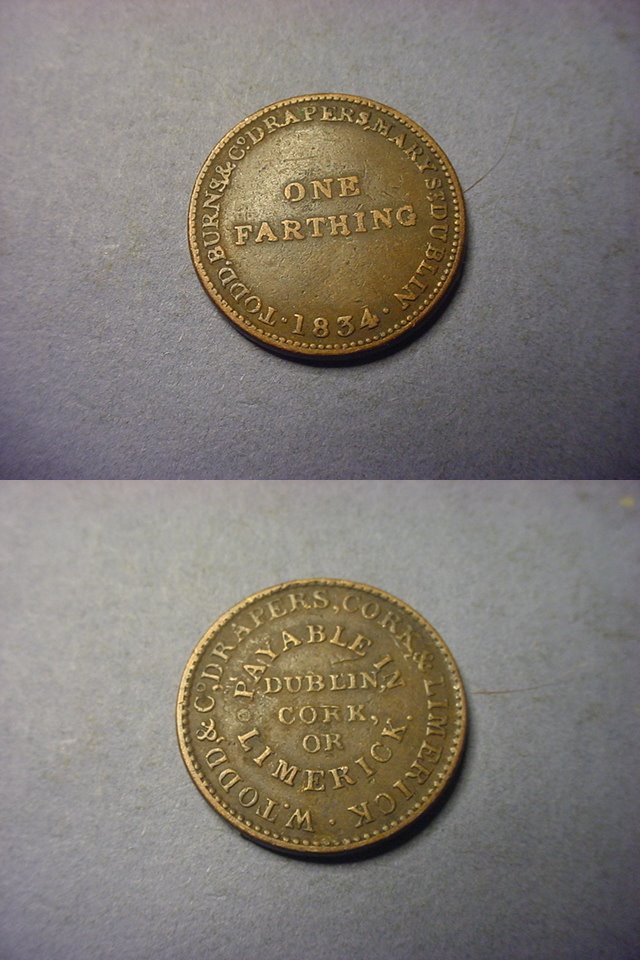 TODD, BURNS, & Co. DRAPERS, MARY St. DUBLIN
ONE
FARTHING
· 1834 ·
W. TODD, & Co. DRAPERS, CORK, & LIMERICK ·
PAYABLE IN
DUBLIN,
CORK,
OR
LIMERICK.